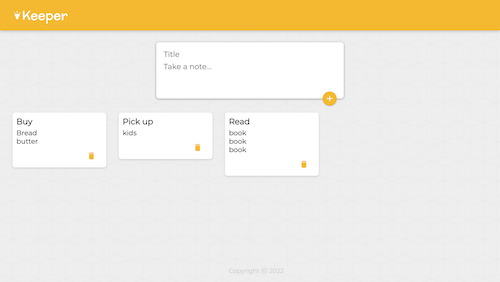 Keeper
Title
Take a note...
Buy
Bread
butter
Pick up
kids
Read
book
book
book
Copyright ⓒ 2022